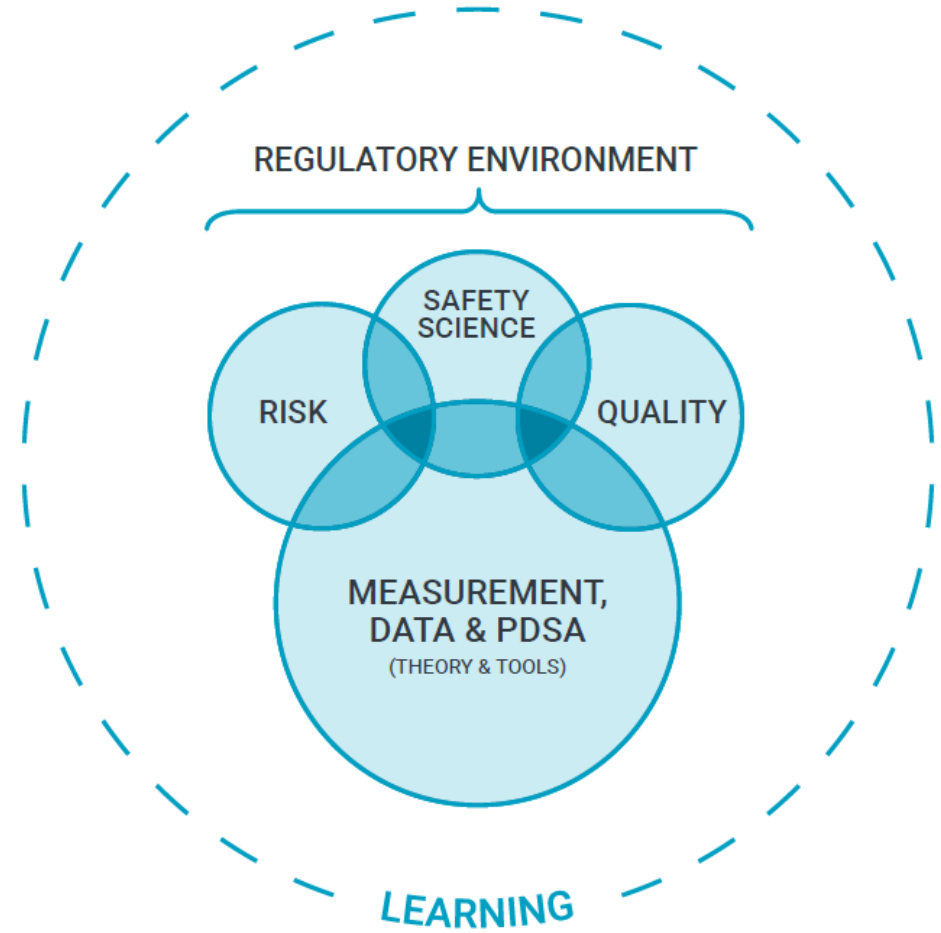 REGULATORY ENVIRONMENT
SAFETY
SCIENCE
RISK
QUALITY
MEASUREMENT,
DATA & PDSA
(THEORY & TOOLS)
LEARNING